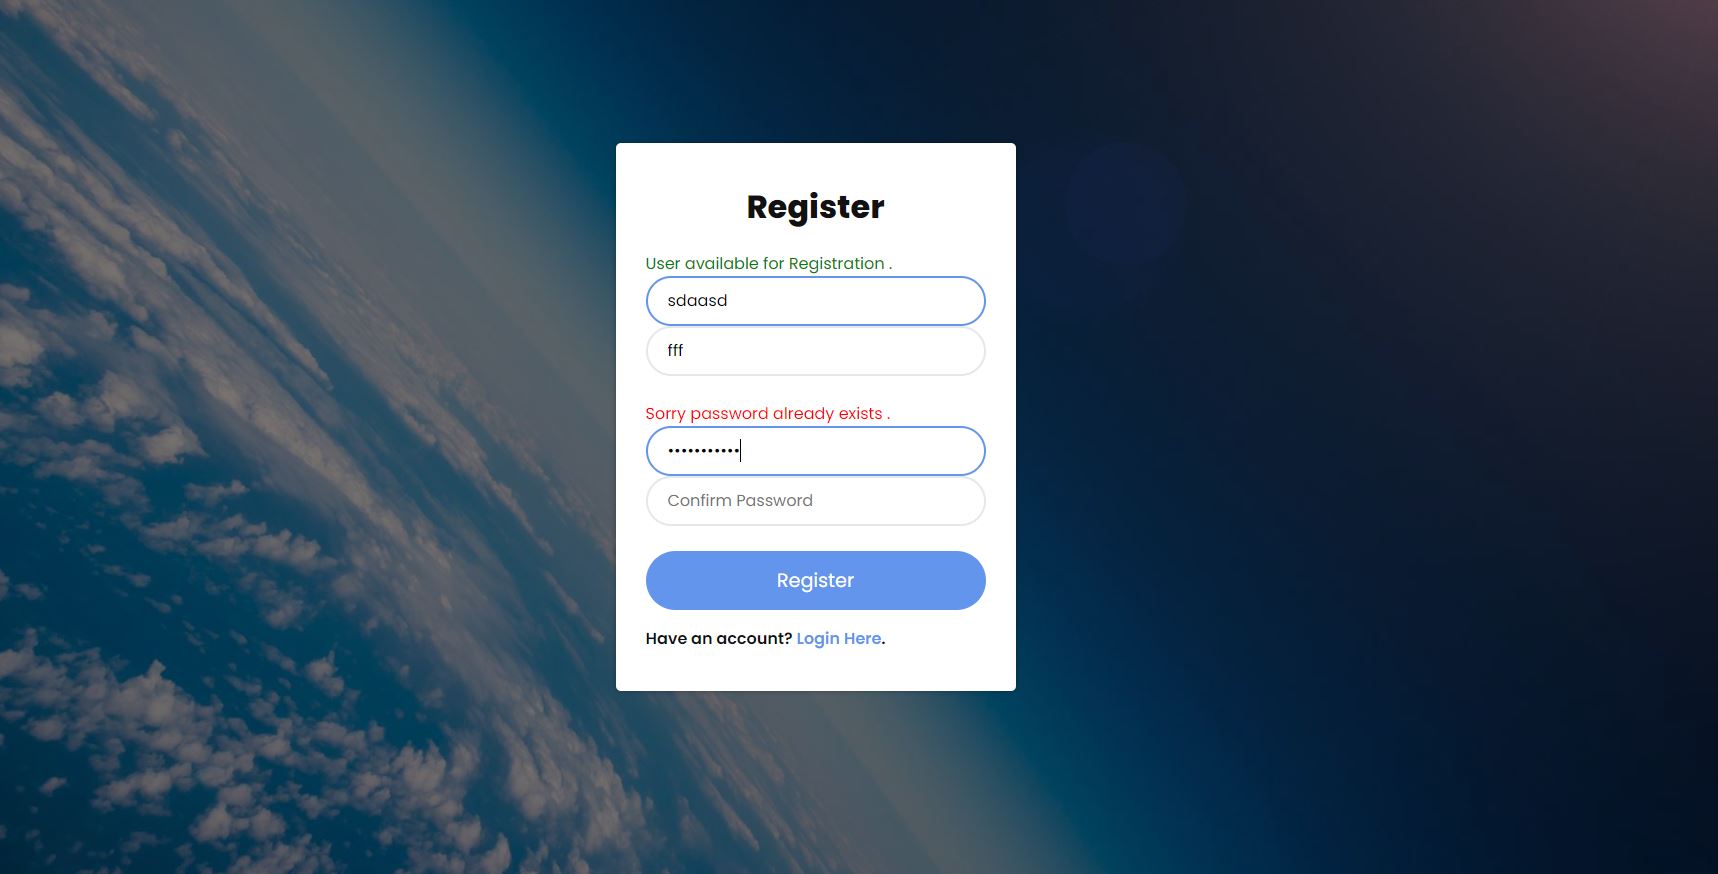 Register
User available for Registration .
sdaasd
fff
Sorry password already exists .
•••••••••••
Confirm Password
Register
Have an account? Login Here.